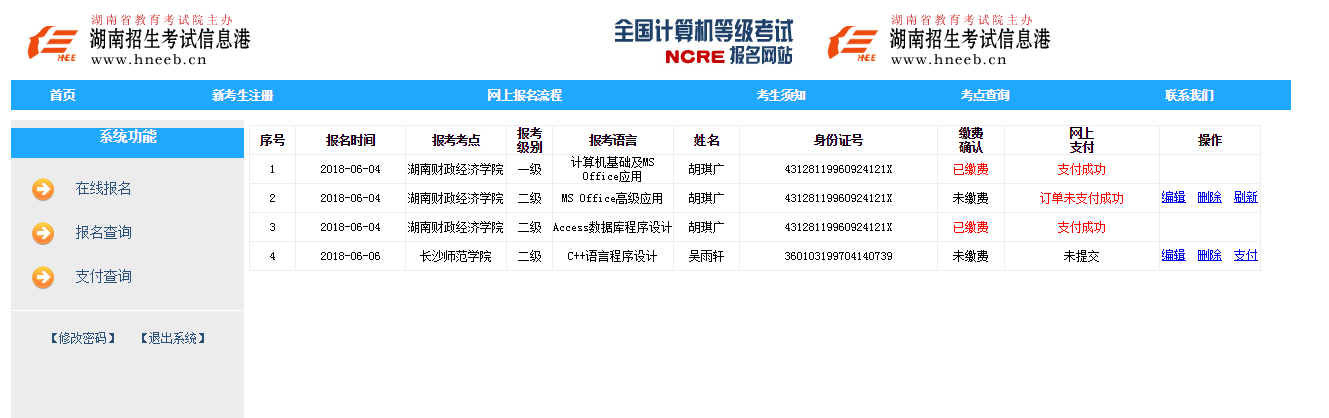 湖南省教育考试院主办
湖南招生考试信息港
www.hneeb.cn
HNEE
全国计算机等级考试
NCRE 报名网站
湖南省教育考试院主办
湖南招生考试信息港
www.hneeb.cn
HNEE
首页 新考生注册 网上报名流程 考生须知 考点查询 联系我们
系统功能
在线报名
报名查询
支付查询
【修改密码】 【退出系统】
序号 报名时间 报考考点 报考级别 报考语言 姓名 身份证号 缴费确认 网上支付 操作
1 2018-06-04 湖南财政经济学院 一级 计算机基础及MS Office应用 胡琪广 43128119960924121X 已缴费 支付成功
2 2018-06-04 湖南财政经济学院 二级 MS Office高级应用 胡琪广 43128119960924121X 未缴费 订单未支付成功 编辑 删除 刷新
3 2018-06-04 湖南财政经济学院 二级 Access数据库程序设计 胡琪广 43128119960924121X 已缴费 支付成功
4 2018-06-06 长沙师范学院 二级 C++语言程序设计 吴雨轩 360103199704140739 未缴费 未提交 编辑 删除 支付